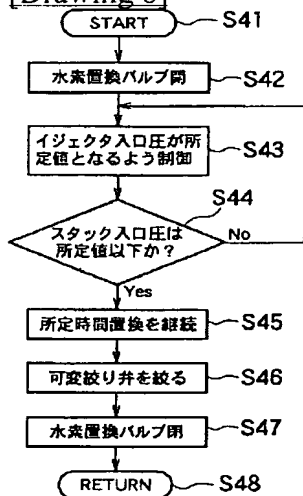 START
S41
水素置換バルブ開
S42
イジェクタ入口圧が所
定値となるよう制御
S43
S44
スタック入口圧は
所定値以下か？
No
Yes
所定時間置換を継続
S45
可変絞り弁を絞る
S46
水素置換バルブ閉
S47
RETURN
S48